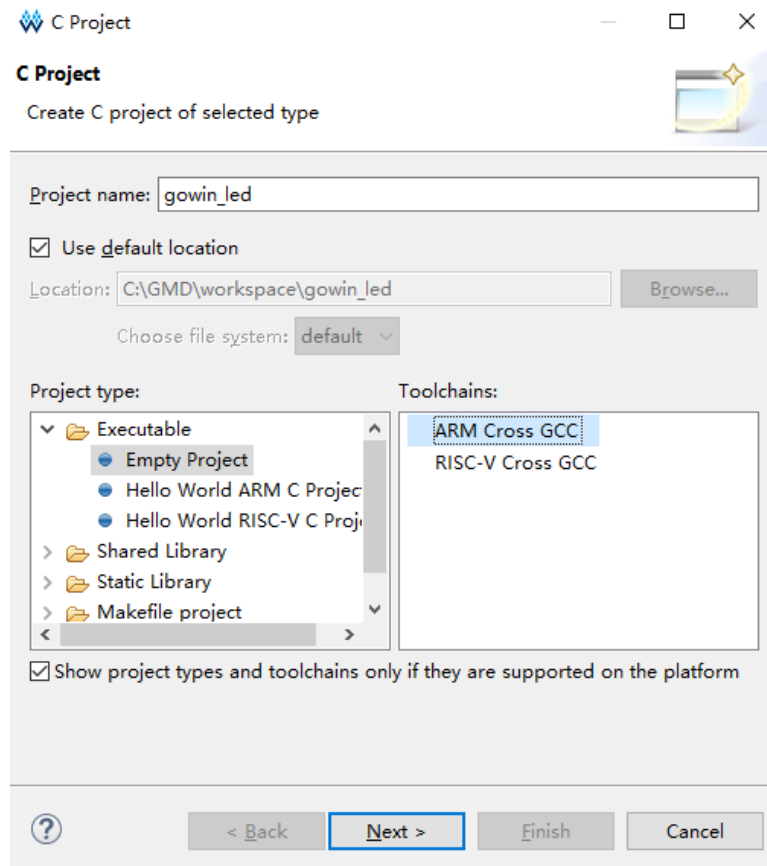 C Project
C Project
Create C project of selected type
Project name: gowin_led
Use default location
Location: C:\GMD\workspace\gowin_led Browse...
Choose file system: default
Project type: Toolchains:
Executable
Empty Project
Hello World ARM C Projec
Hello World RISC-V C Proj
Shared Library
Static Library
Makefile project
ARM Cross GCC
RISC-V Cross GCC
Show project types and toolchains only if they are supported on the platform
? < Back Next > Finish Cancel